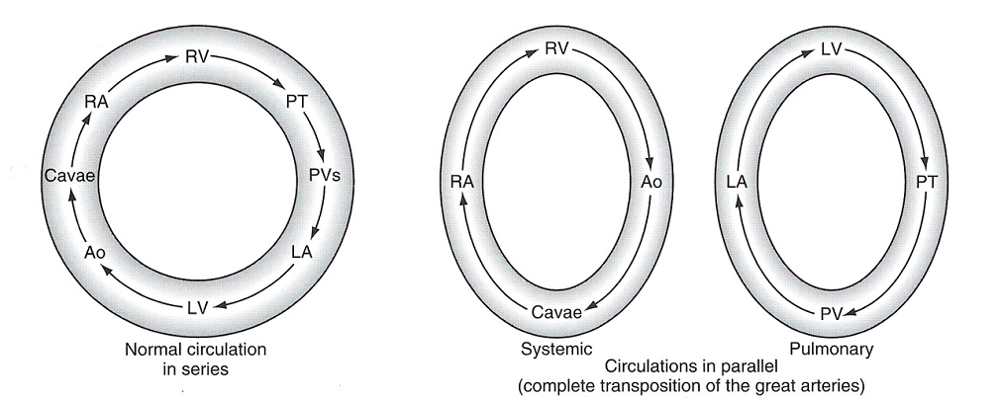 RV
RA
PT
Cavae
PVs
Ao
LA
LV
Normal circulation
in series
RV
RA
Ao
Cavae
Systemic
LV
LA
PT
PV
Pulmonary
Circulations in parallel
(complete transposition of the great arteries)